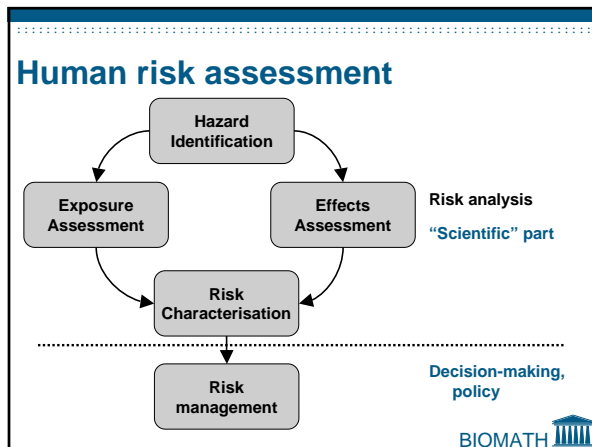 Human risk assessment
Hazard
Identification
Exposure
Assessment
Effects
Assessment
Risk analysis
“Scientific” part
Risk
Characterisation
Risk
management
Decision-making,
policy
BIOMATH